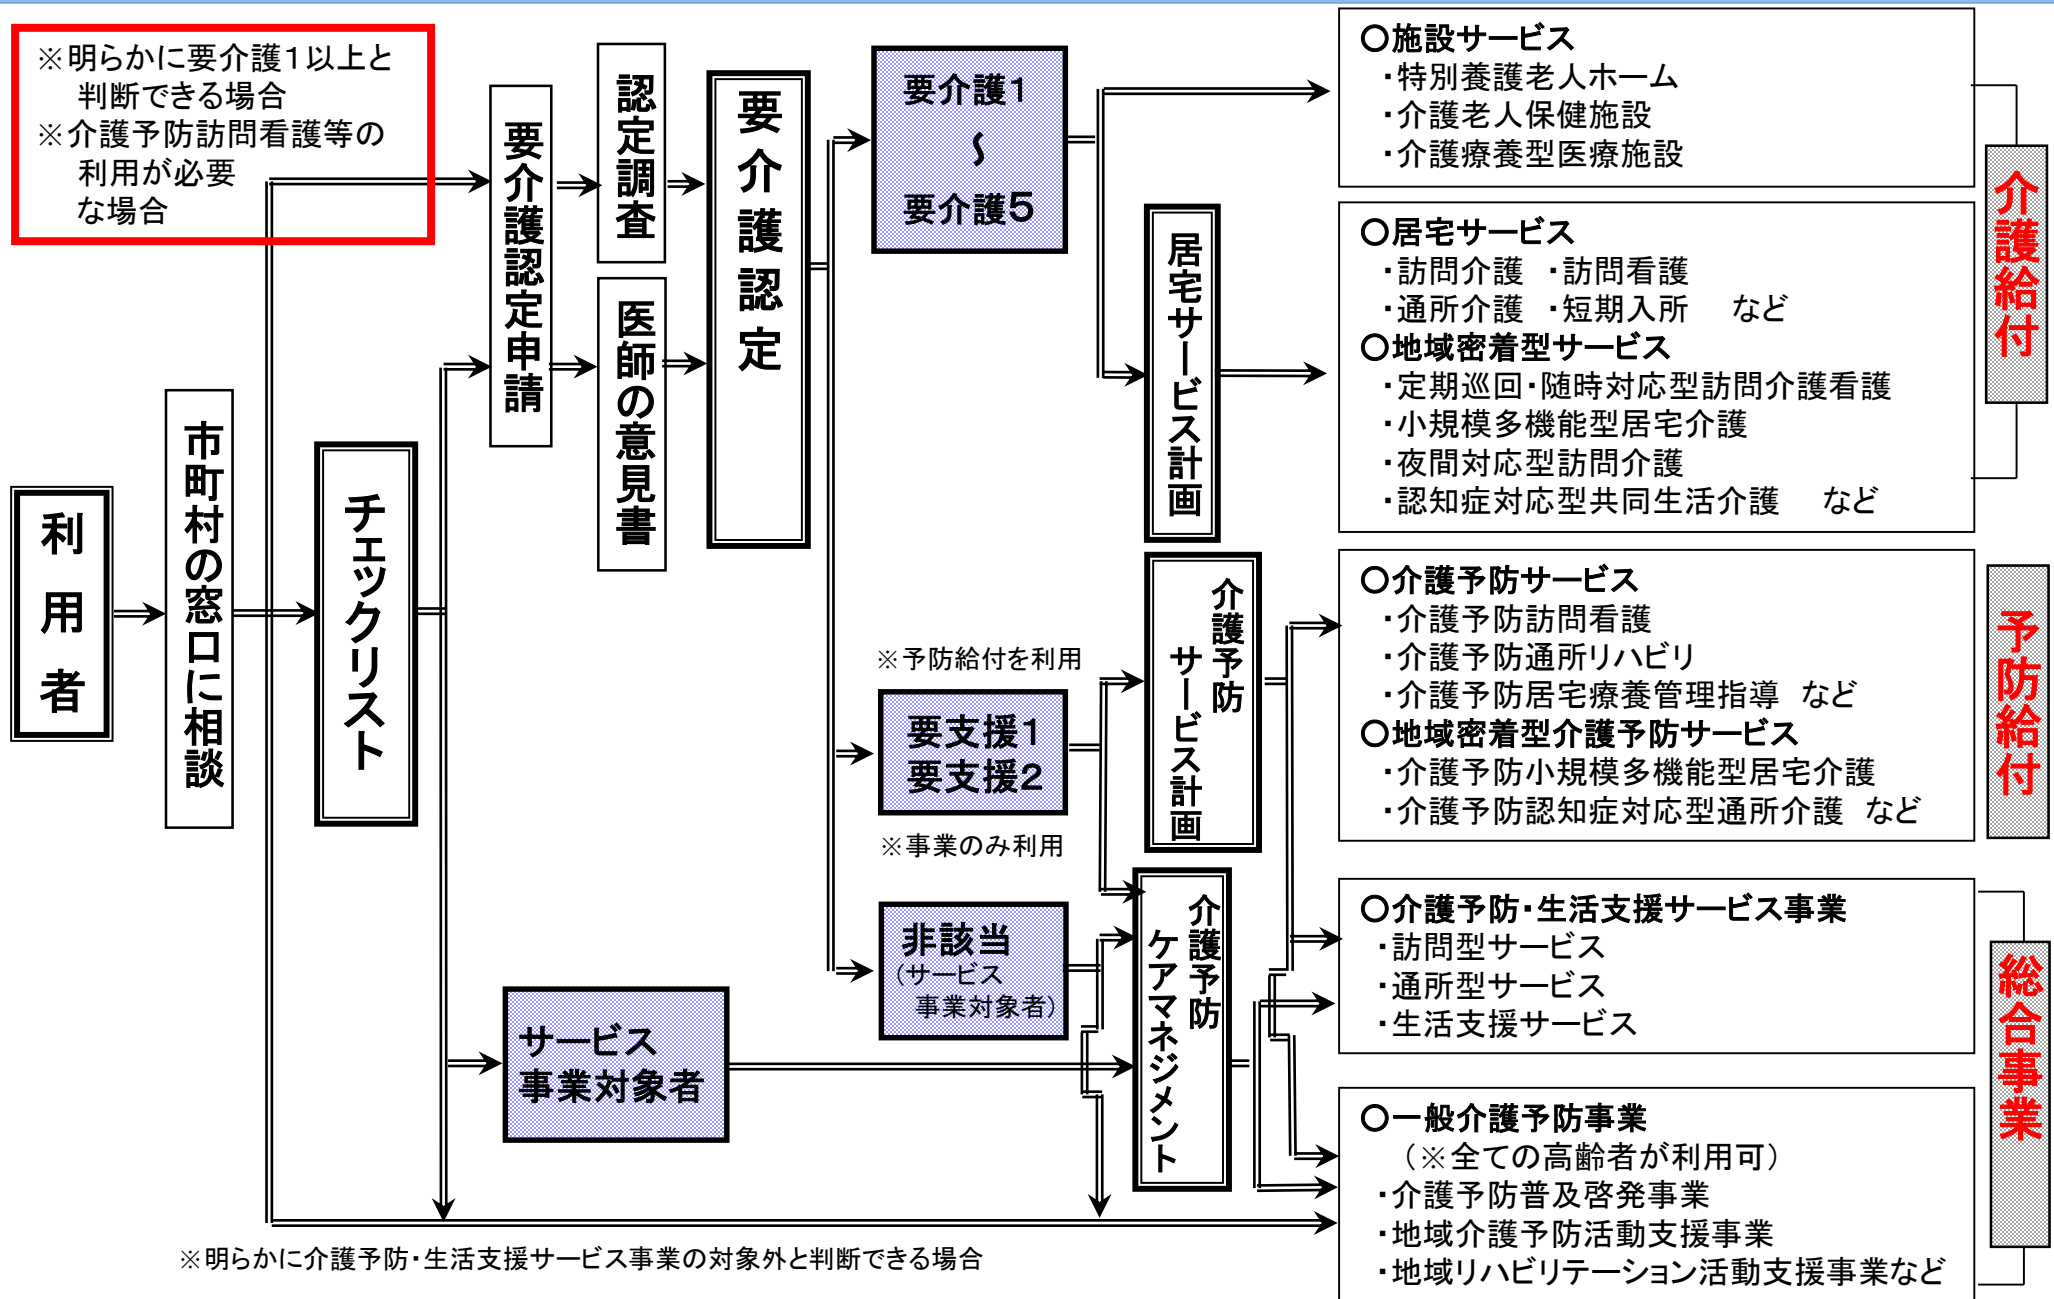 ※明らかに要介護1以上と
判断できる場合
※介護予防訪問看護等の
利用が必要
な場合
利用者
市町村の窓口に相談
チェックリスト
要介護認定申請
認定調査
医師の意見書
要介護認定
要介護1
〜
要介護5
※予防給付を利用
要支援1
要支援2
※事業のみ利用
非該当
(サービス
事業対象者)
サービス
事業対象者
居宅サービス計画
介護予防
サービス計画
介護予防
ケアマネジメント
○施設サービス
・特別養護老人ホーム
・介護老人保健施設
・介護療養型医療施設
○居宅サービス
・訪問介護 ・訪問看護
・通所介護 ・短期入所 など
○地域密着型サービス
・定期巡回・随時対応型訪問介護看護
・小規模多機能型居宅介護
・夜間対応型訪問介護
・認知症対応型共同生活介護 など
介護給付
○介護予防サービス
・介護予防訪問看護
・介護予防通所リハビリ
・介護予防居宅療養管理指導 など
○地域密着型介護予防サービス
・介護予防小規模多機能型居宅介護
・介護予防認知症対応型通所介護 など
予防給付
○介護予防・生活支援サービス事業
・訪問型サービス
・通所型サービス
・生活支援サービス
○一般介護予防事業
(※全ての高齢者が利用可)
・介護予防普及啓発事業
・地域介護予防活動支援事業
・地域リハビリテーション活動支援事業など
総合事業
※明らかに介護予防・生活支援サービス事業の対象外と判断できる場合